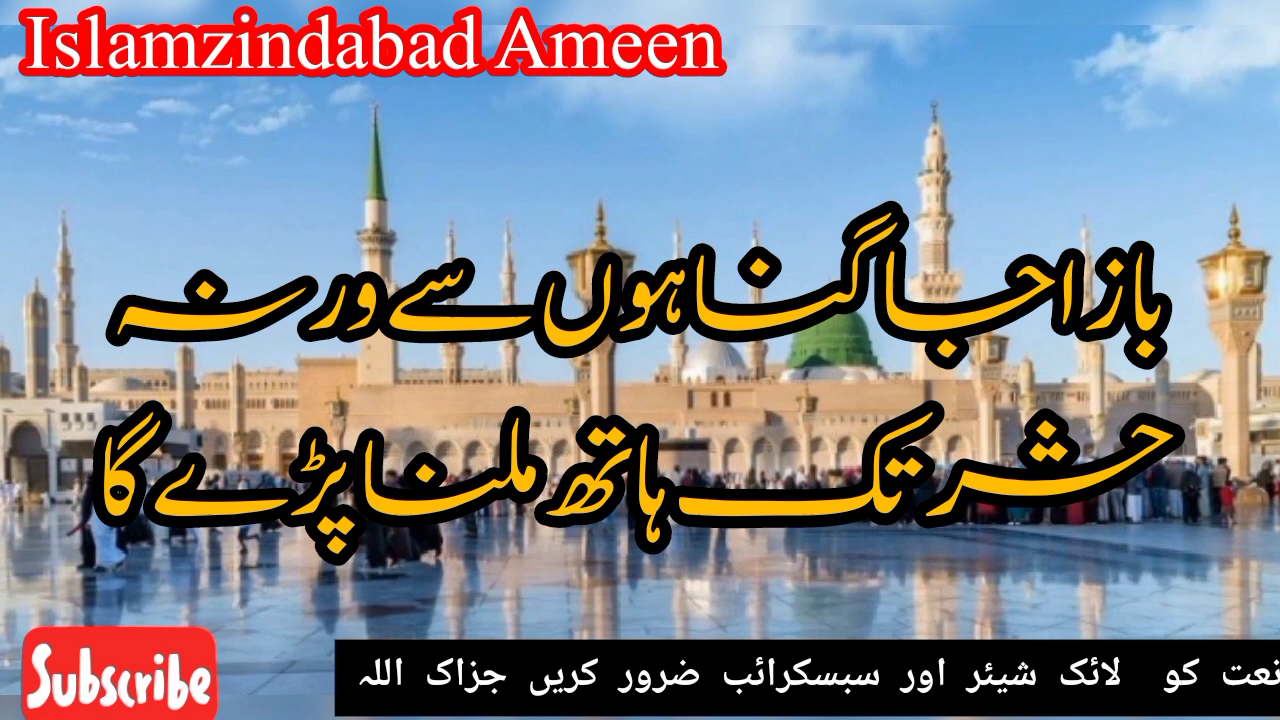 Islamzindabad Ameen
باز اجا گناہوں سے ورنہ
حشر تک ہاتھ ملنا پڑے گا
Subscribe
نعت کو لائک شیئر اور سبسکرائب ضرور کریں جزاک اللہ